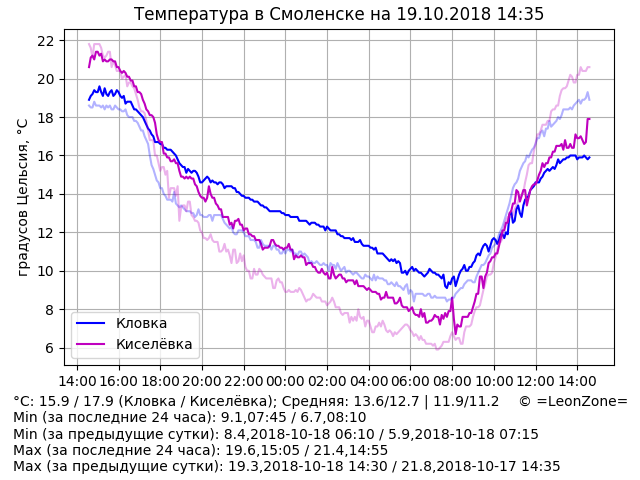 Температура в Смоленске на 19.10.2018 14:35
градусов Цельсия, °C
22
20
18
16
14
12
10
8
6
Кловка
Киселёвка
14:00 16:00 18:00 20:00 22:00 00:00 02:00 04:00 06:00 08:00 10:00 12:00 14:00
°C: 15.9 / 17.9 (Кловка / Киселёвка); Средняя: 13.6/12.7 | 11.9/11.2 © =LeonZone=
Min (за последние 24 часа): 9.1,07:45 / 6.7,08:10
Min (за предыдущие сутки): 8.4,2018-10-18 06:10 / 5.9,2018-10-18 07:15
Max (за последние 24 часа): 19.6,15:05 / 21.4,14:55
Max (за предыдущие сутки): 19.3,2018-10-18 14:30 / 21.8,2018-10-17 14:35